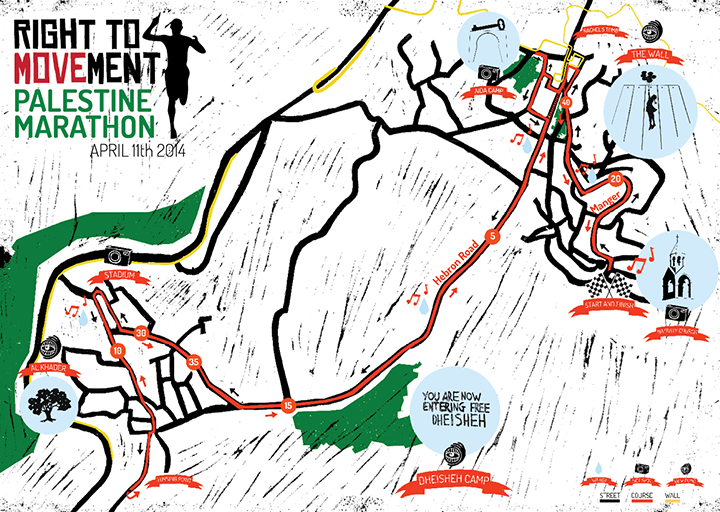 RIGHT TO
MOVEMENT
PALESTINE
MARATHON
APRIL 11th 2014
AIDA CAMP
RACHELS TOMB
THE WALL
40
20
Manger
5
Hebron Road
START AND FINISH
NATIVITY CHURCH
STADIUM
30
10
35
AL KHADER
15
YOU ARE NOW
ENTERING FREE
DHEISHEH
DHEISHEH CAMP
TURNING POINT
WATER
STREET / COURSE / WALL